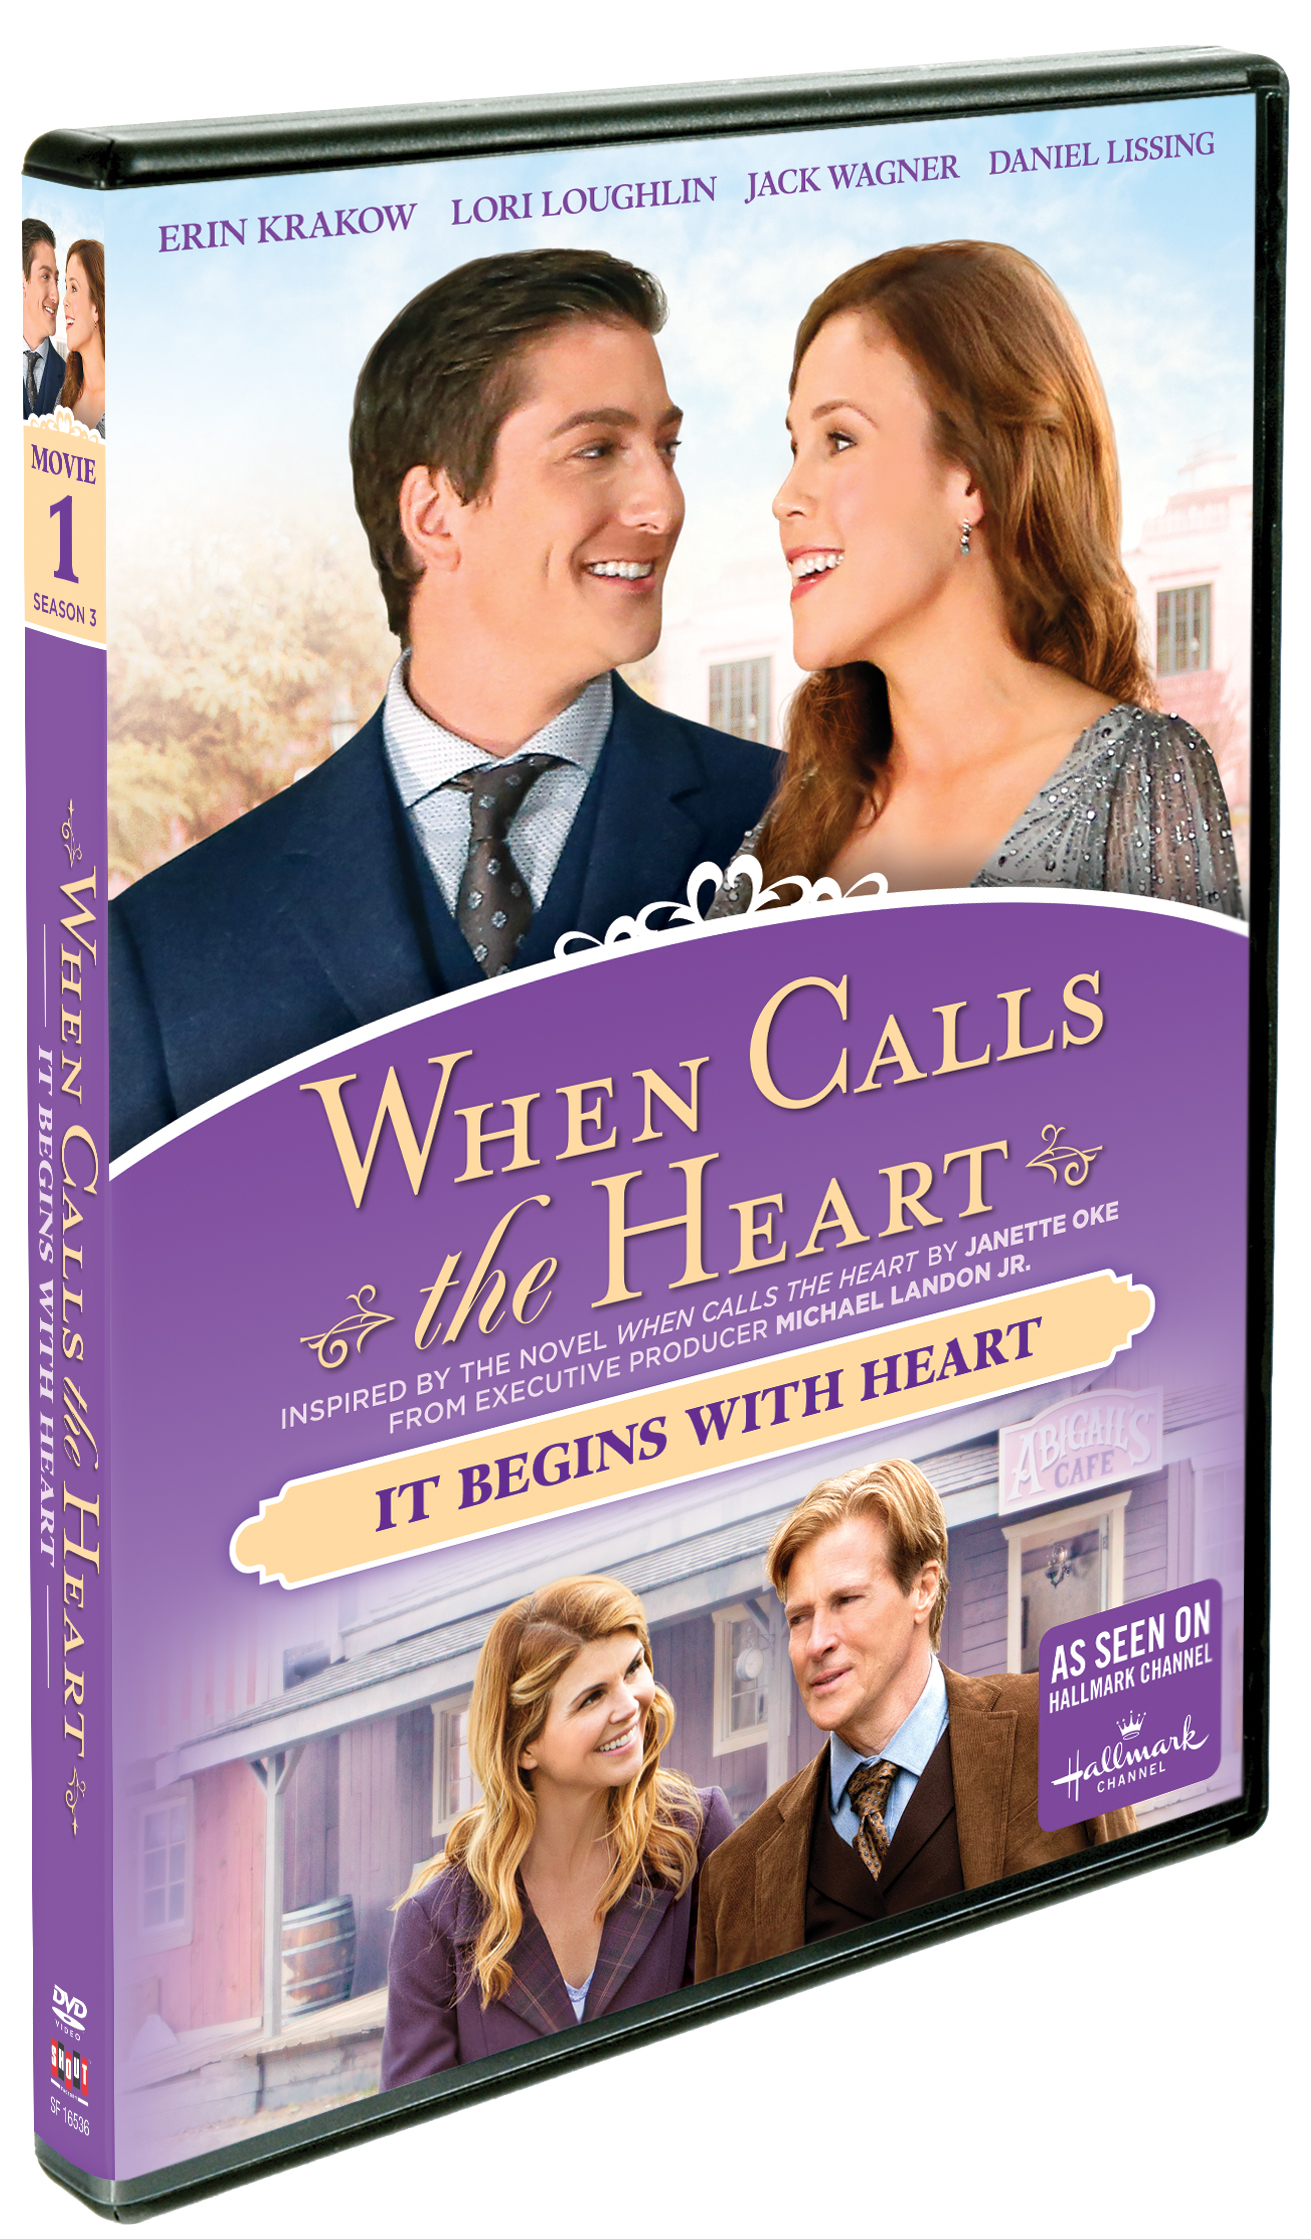 ERIN KRAKOW LORI LOUGHLIN JACK WAGNER DANIEL LISSING
WHEN CALLS
the HEART
INSPIRED BY THE NOVEL WHEN CALLS THE HEART BY JANETTE OKE
FROM EXECUTIVE PRODUCER MICHAEL LANDON JR.
IT BEGINS WITH HEART
ABIGAIL'S
CAFE
AS SEEN ON
HALLMARK CHANNEL
Hallmark
CHANNEL
MOVIE
1
SEASON 3
WHEN CALLS the HEART
IT BEGINS WITH HEART
DVD
VIDEO
SHOUT
FACTORY
SF 16536